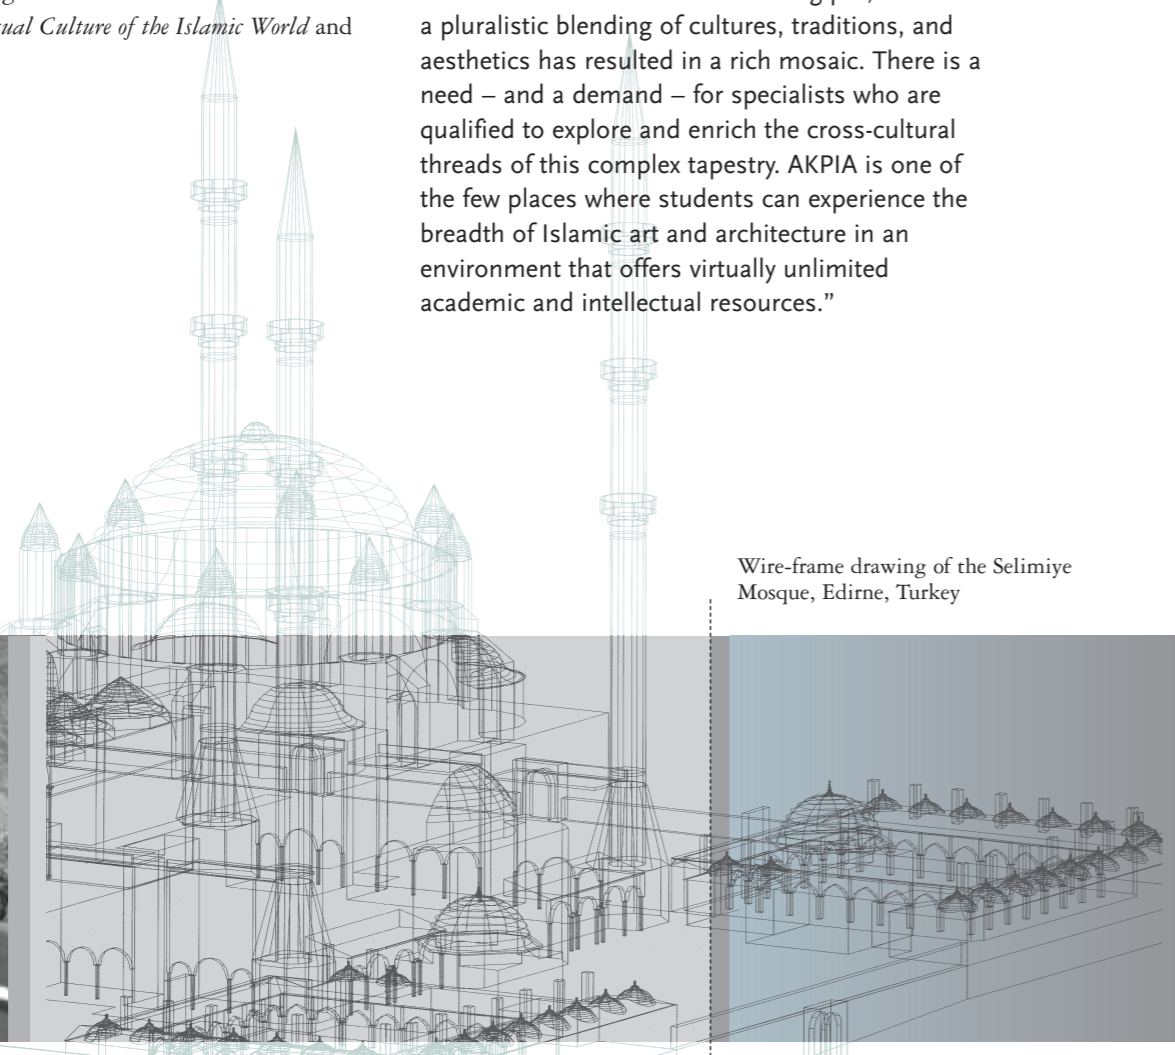 ual Culture of the Islamic World and
a pluralistic blending of cultures, traditions, and
aesthetics has resulted in a rich mosaic. There is a
need – and a demand – for specialists who are
qualified to explore and enrich the cross-cultural
threads of this complex tapestry. AKPIA is one of
the few places where students can experience the
breadth of Islamic art and architecture in an
environment that offers virtually unlimited
academic and intellectual resources.”
Wire-frame drawing of the Selimiye
Mosque, Edirne, Turkey